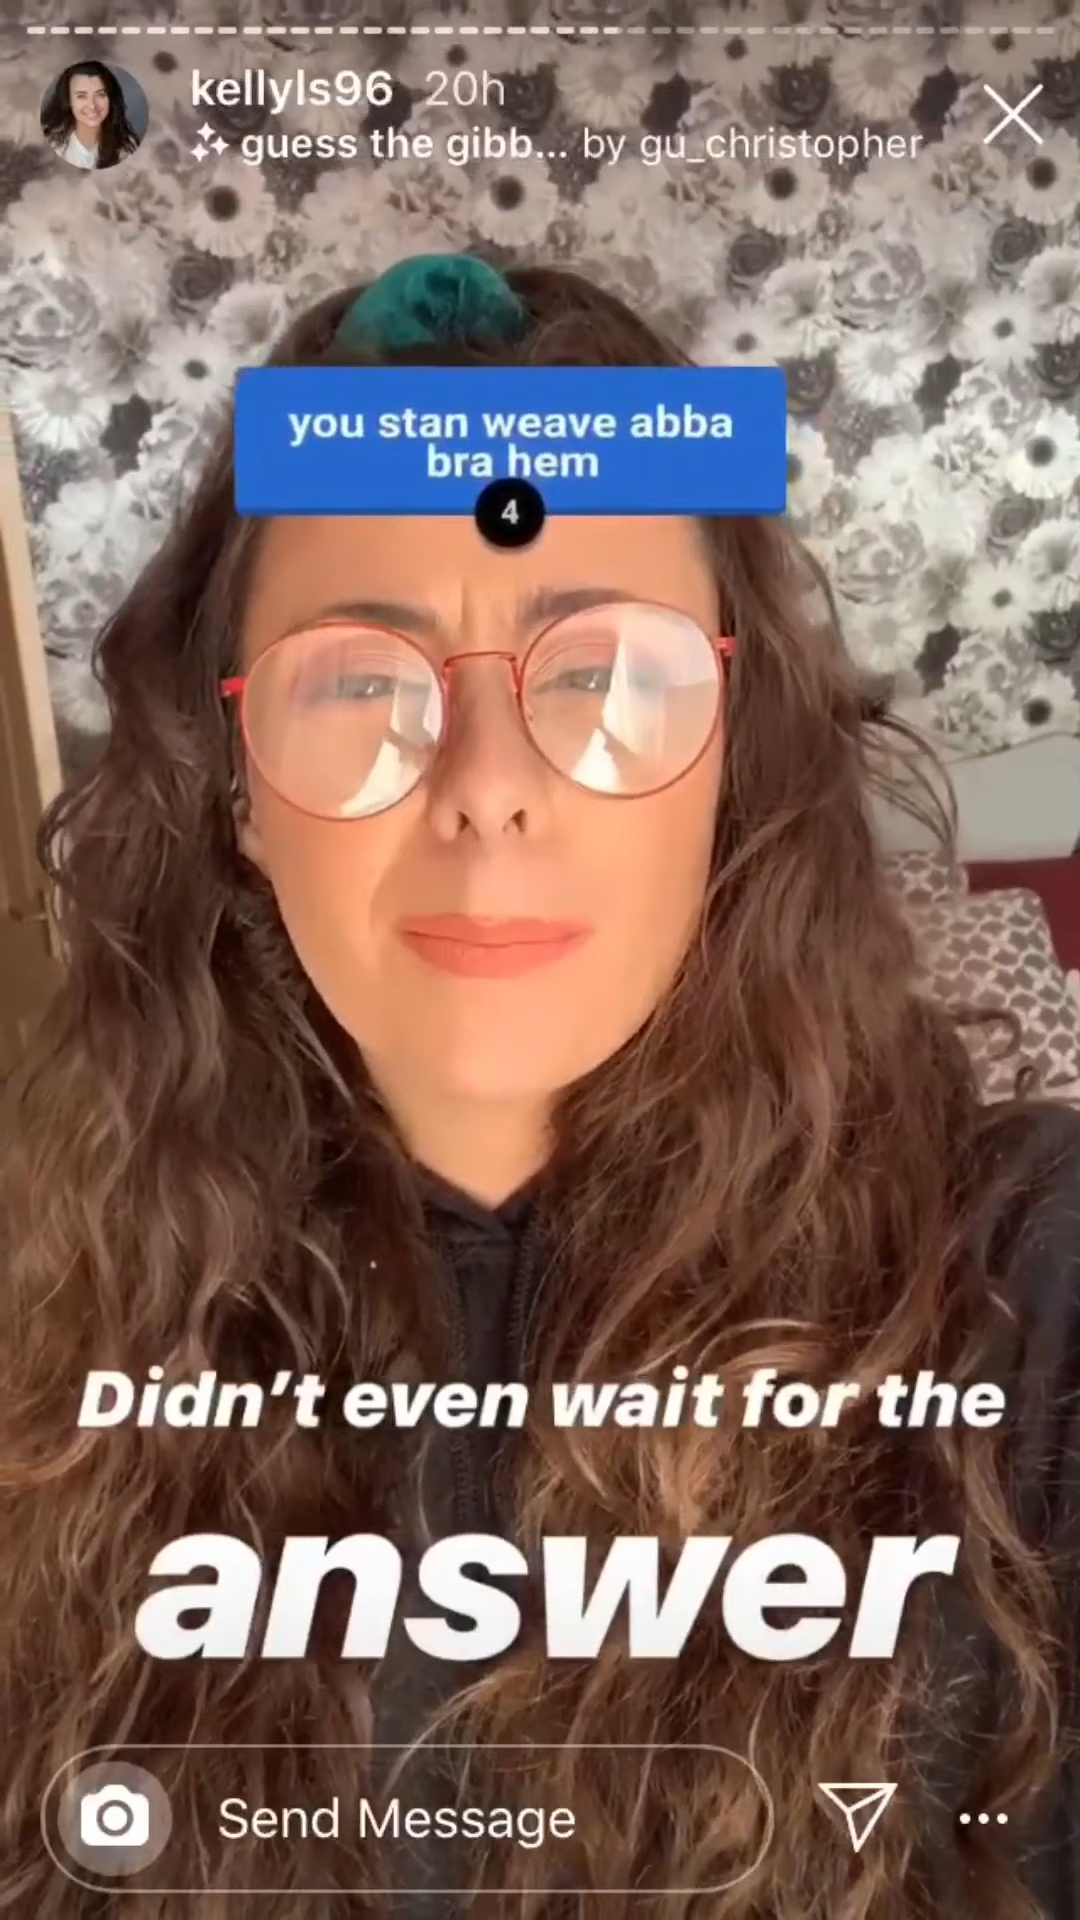 kellyls96 20h
guess the gibb... by gu_christopher
you stan weave abba
bra hem
4
Didn't even wait for the
answer
Send Message